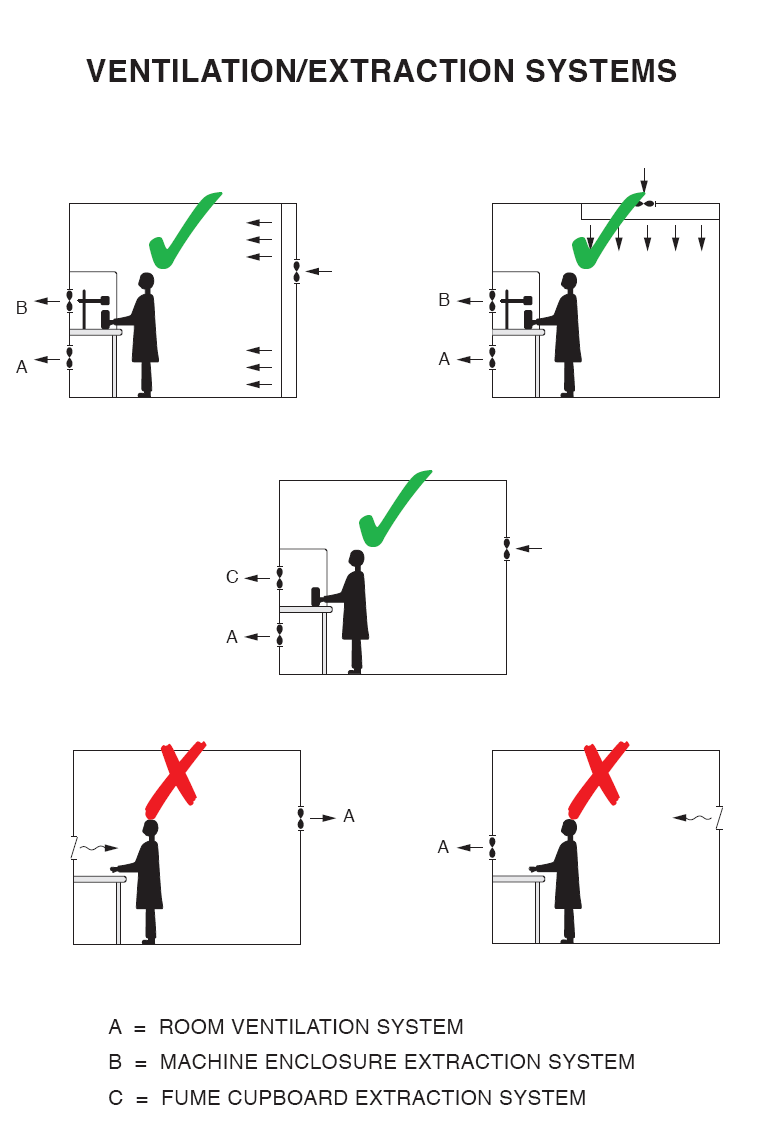 VENTILATION/EXTRACTION SYSTEMS
B
A
B
A
C
A
A
A
A = ROOM VENTILATION SYSTEM
B = MACHINE ENCLOSURE EXTRACTION SYSTEM
C = FUME CUPBOARD EXTRACTION SYSTEM